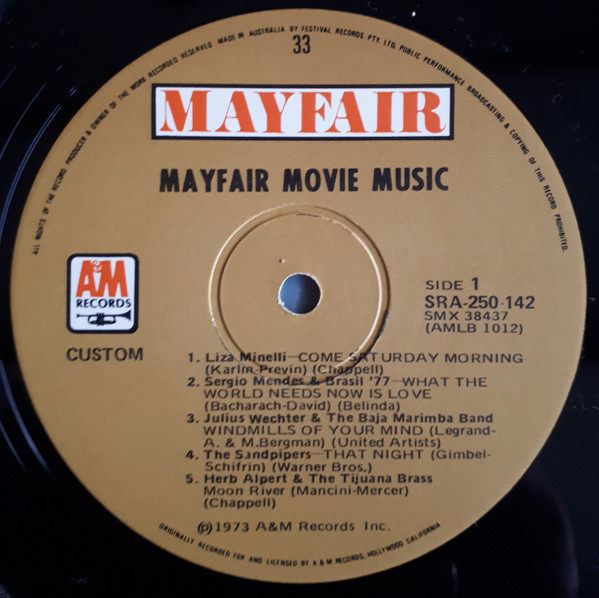 ALL RIGHTS OF THE RECORD PRODUCER & OWNER OF THE WORK RECORDED RESERVED. MADE IN AUSTRALIA BY FESTIVAL RECORDS PTY. LTD. PUBLIC PERFORMANCE BROADCASTING & COPYING OF THIS RECORD PROHIBITED.
33
MAYFAIR
MAYFAIR MOVIE MUSIC
A&M
RECORDS
CUSTOM
SIDE 1
SRA-250-142
SMX 38437
(AMLB 1012)
1. Liza Minelli—COME SATURDAY MORNING
(Karlin-Previn) (Chappell)
2. Sergio Mendes & Brasil '77—WHAT THE
WORLD NEEDS NOW IS LOVE
(Bacharach-David) (Belinda)
3. Julius Wechter & The Baja Marimba Band
WINDMILLS OF YOUR MIND (Legrand-
A. & M.Bergman) (United Artists)
4. The Sandpipers—THAT NIGHT (Gimbel-
Schifrin) (Warner Bros.)
5. Herb Alpert & The Tijuana Brass
Moon River (Mancini-Mercer)
(Chappell)
℗1973 A&M Records Inc.
ORIGINALLY RECORDED FOR AND LICENSED BY A & M RECORDS, HOLLYWOOD CALIFORNIA